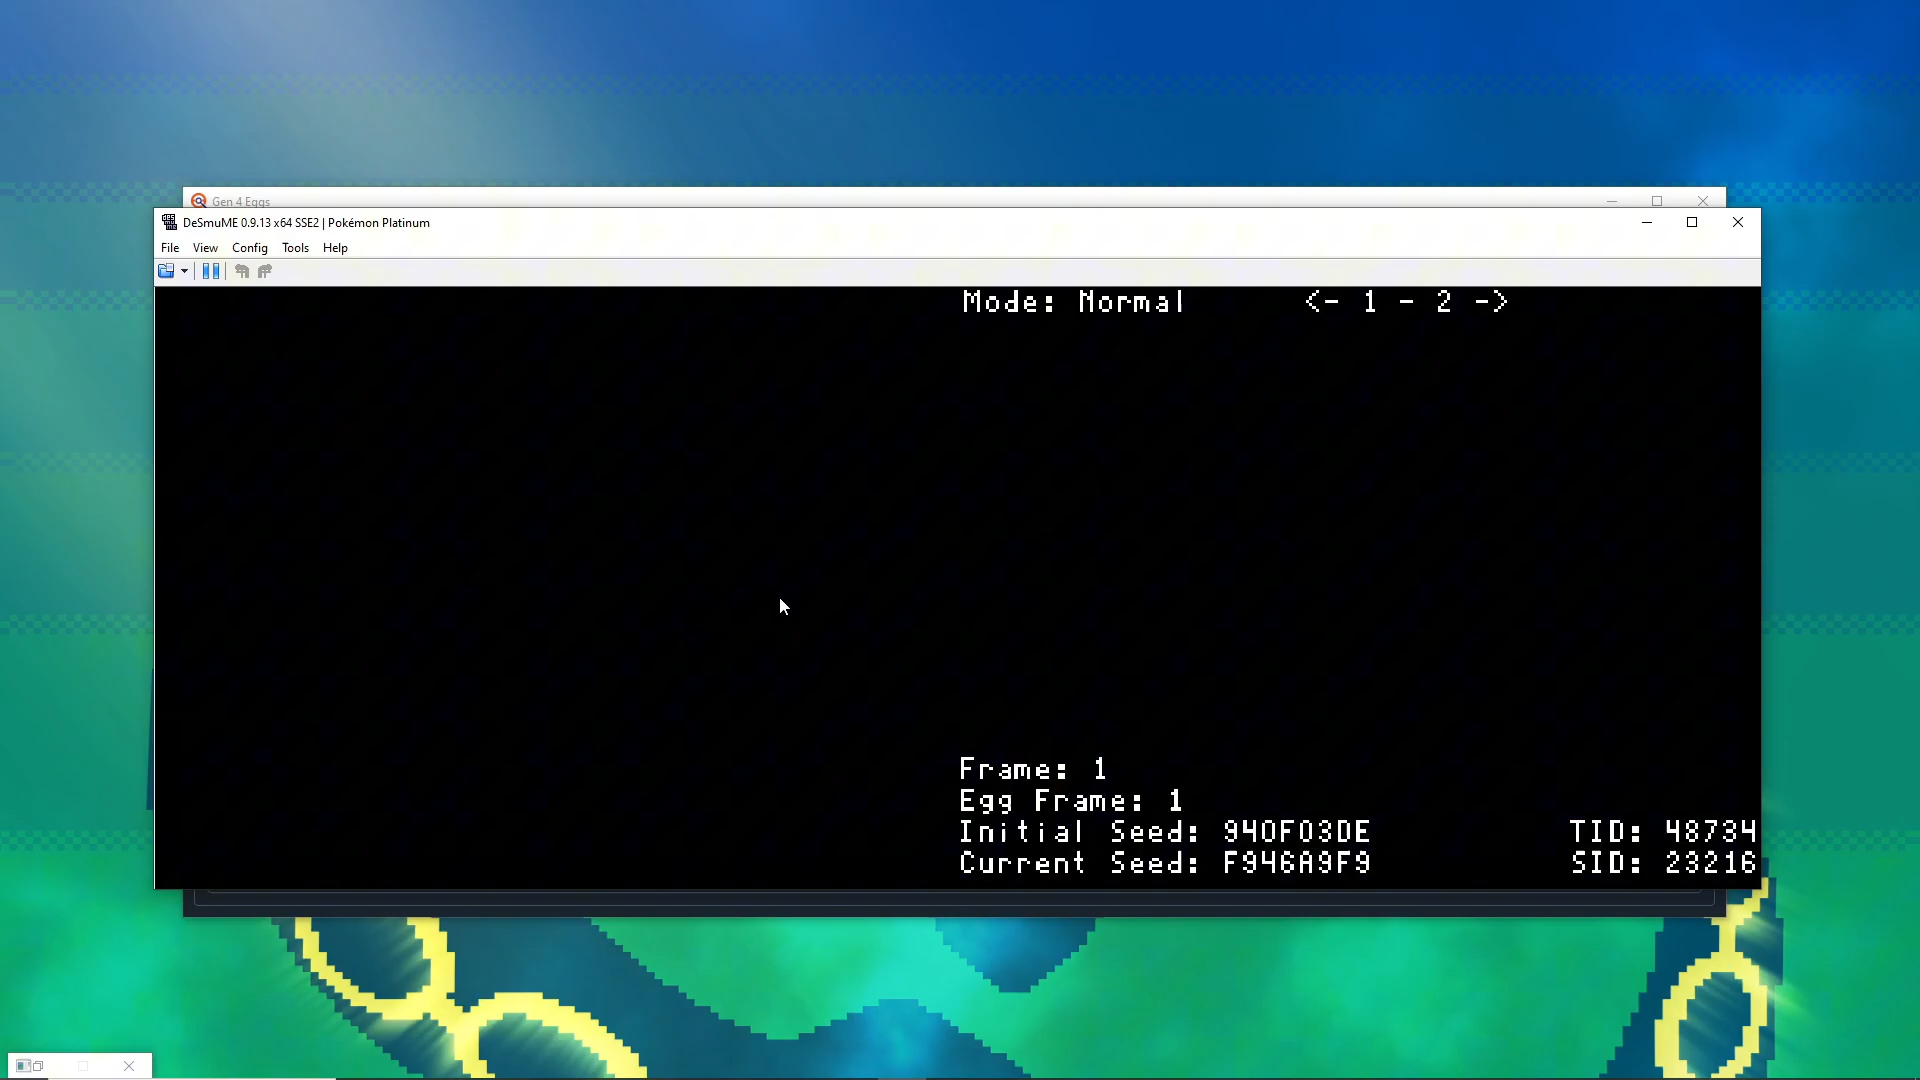 Gen 4 Eggs
DeSmuME 0.9.13 x64 SSE2 | Pokémon Platinum
File View Config Tools Help
Mode: Normal <- 1 - 2 ->
Frame: 1
Egg Frame: 1
Initial Seed: 940F03DE TID: 48734
Current Seed: F946A9F9 SID: 23216